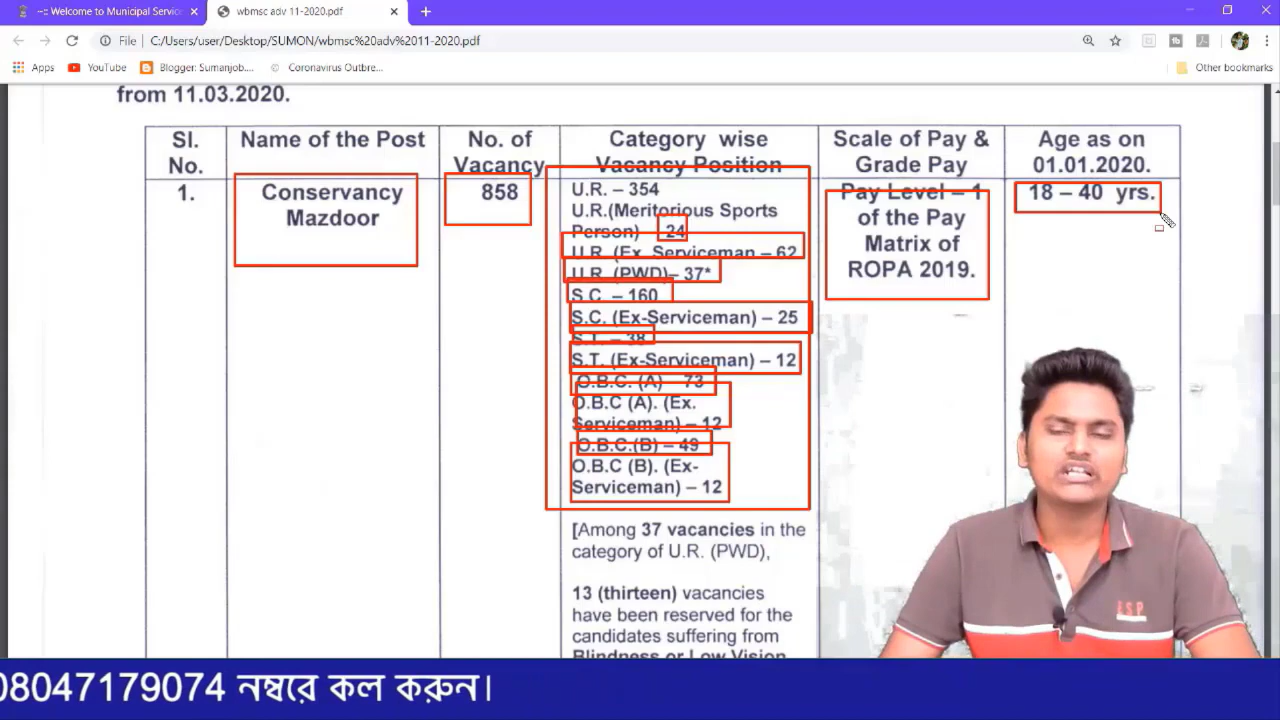 -:: Welcome to Municipal Servic
wbmsc adv 11-2020.pdf
File
C:/Users/user/Desktop/SUMON/wbmsc%20adv%2011-2020.pdf
Apps
YouTube
Blogger: Sumanjob....
Coronavirus Outbre...
Other bookmarks
from 11.03.2020.
Sl. No.
Name of the Post
No. of Vacancy
Category wise Vacancy Position
Scale of Pay & Grade Pay
Age as on 01.01.2020.
1.
Conservancy
Mazdoor
858
U.R. – 354
U.R.(Meritorious Sports
Person) 24
U.R. (Ex. Serviceman – 62
U.R. (PWD)– 37*
S.C. – 160
S.C. (Ex-Serviceman) – 25
S.T. – 38
S.T. (Ex-Serviceman) – 12
O.B.C. (A) – 73
O.B.C (A). (Ex.
Serviceman) – 12
O.B.C.(B) – 49
O.B.C (B). (Ex-
Serviceman) – 12
[Among 37 vacancies in the
category of U.R. (PWD),
13 (thirteen) vacancies
have been reserved for the
candidates suffering from
Blindness or Low Vision
Pay Level – 1
of the Pay
Matrix of
ROPA 2019.
18 – 40 yrs.
ESP
08047179074 নম্বরে কল করুন।